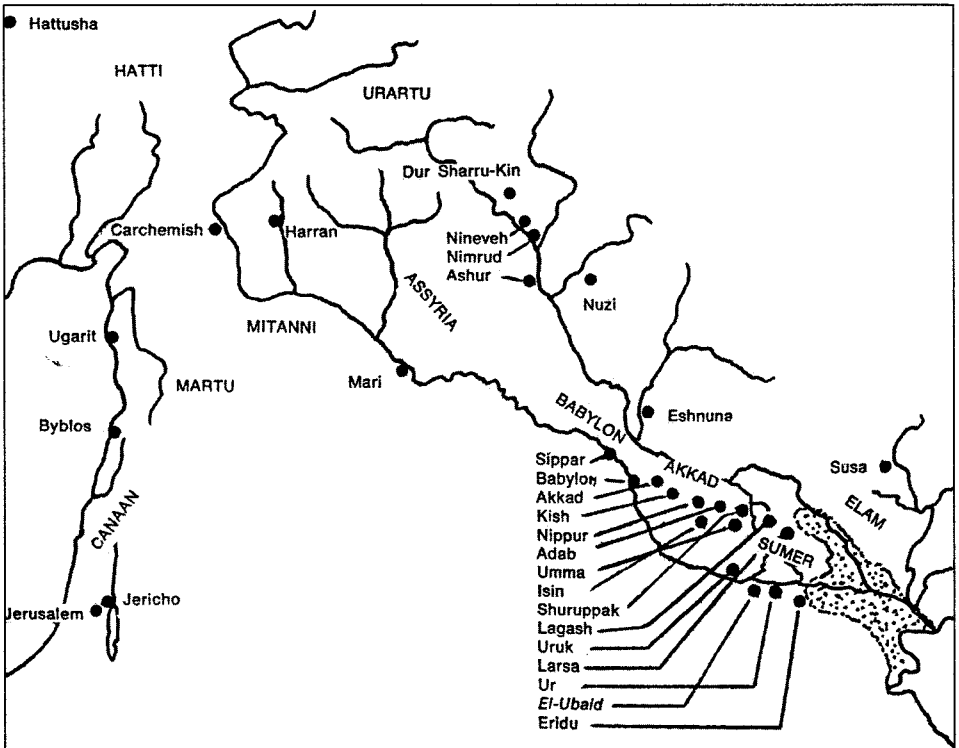 Hattusha
HATTI
URARTU
Dur Sharru-Kin
Carchemish
Harran
Nineveh
Nimrud
Ashur
ASSYRIA
Nuzi
MITANNI
Ugarit
MARTU
Mari
Byblos
BABYLON
Eshnuna
Sippar
AKKAD
Susa
Babylon
Akkad
Kish
ELAM
CANAAN
Nippur
Adab
SUMER
Umma
Isin
Jericho
Jerusalem
Shuruppak
Lagash
Uruk
Larsa
Ur
El-Ubaid
Eridu